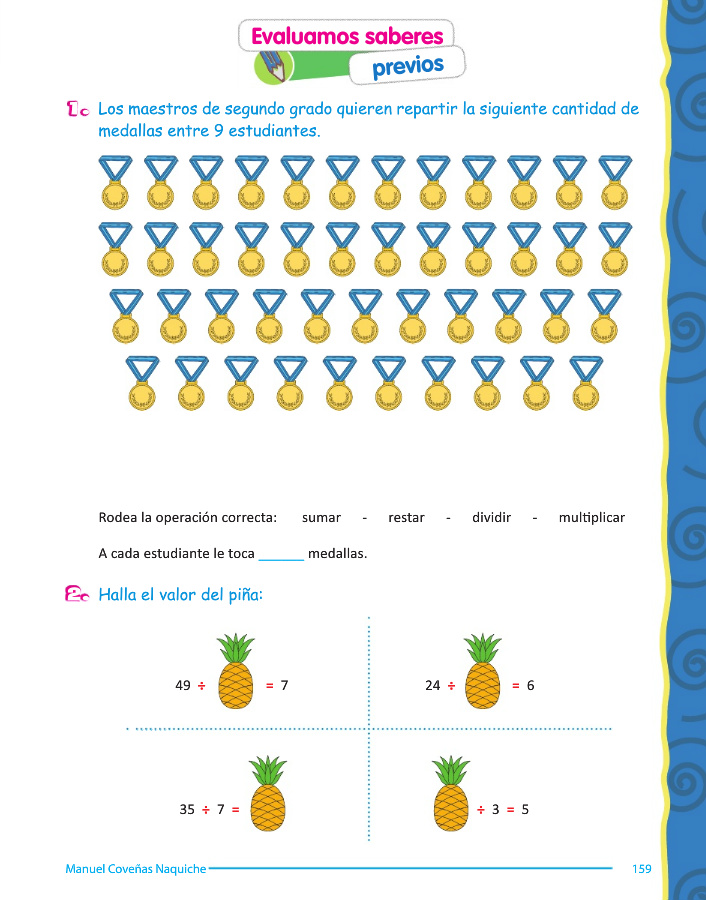 Evaluamos saberes
previos
1. Los maestros de segundo grado quieren repartir la siguiente cantidad de
medallas entre 9 estudiantes.
Rodea la operación correcta: sumar - restar - dividir - multiplicar
A cada estudiante le toca ______ medallas.
2. Halla el valor del piña:
49 ÷ = 7
24 ÷ = 6
35 ÷ 7 =
÷ 3 = 5
Manuel Coveñas Naquiche
159